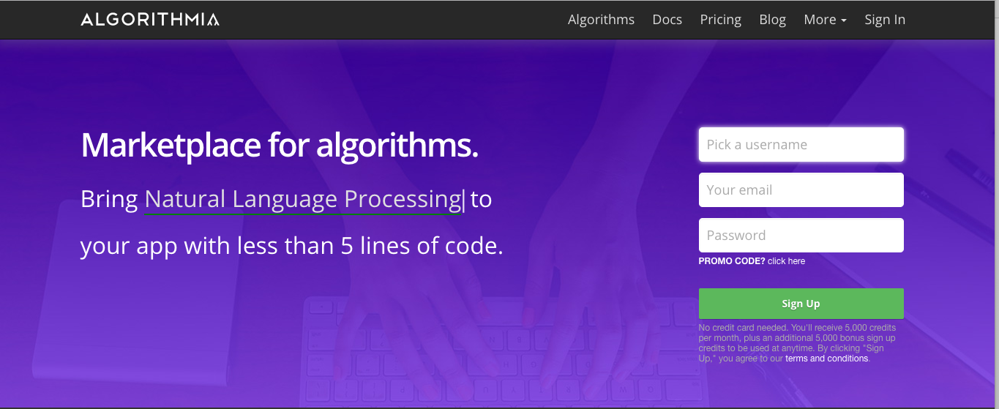 ALGORITHMIA
Algorithms Docs Pricing Blog More Sign In
Marketplace for algorithms.
Bring Natural Language Processing to
your app with less than 5 lines of code.
Pick a username
Your email
Password
PROMO CODE? click here
Sign Up
No credit card needed. You'll receive 5,000 credits
per month, plus an additional 5,000 bonus sign up
credits to be used at anytime. By clicking "Sign
Up," you agree to our terms and conditions.